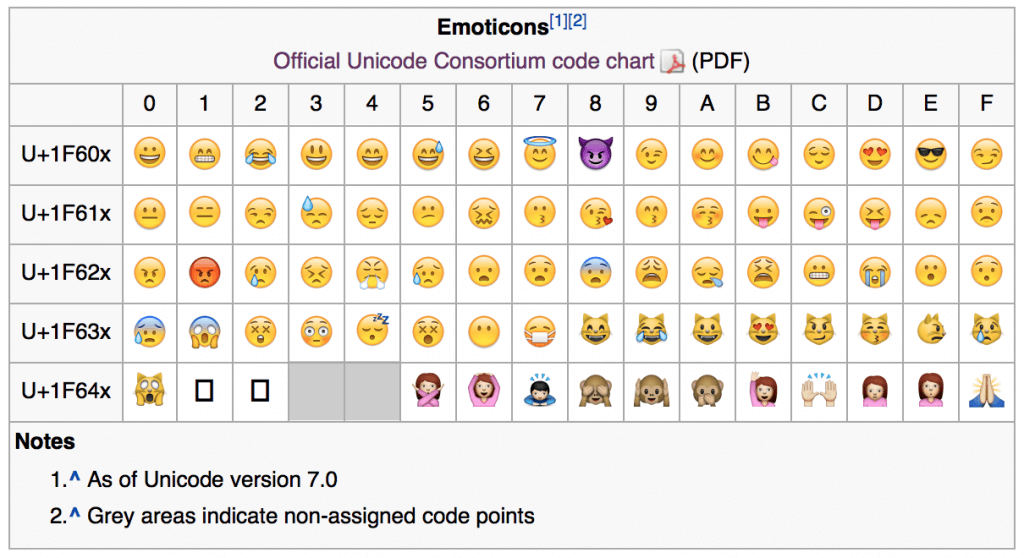 Emoticons[1][2]
Official Unicode Consortium code chart (PDF)
0 1 2 3 4 5 6 7 8 9 A B C D E F
U+1F60x 😀 😁 😂 😃 😄 😅 😆 😇 😈 😉 😊 😋 😌 😍 😎 😏
U+1F61x 😐 😑 😒 😓 😔 😕 😖 😗 😘 😙 😚 😛 😜 😝 😞 😟
U+1F62x 😠 😡 😢 😣 😤 😥 😦 😧 😨 😩 😪 😫 😬 😭 😮 😯
U+1F63x 😰 😱 😲 😳 😴 😵 😶 😷 😸 😹 😺 😻 😼 😽 😾 😿
U+1F64x 🙀 ▯ ▯ 🙅 🙆 🙇 🙈 🙉 🙊 🙋 🙌 🙍 🙎 🙏
Notes
1.^ As of Unicode version 7.0
2.^ Grey areas indicate non-assigned code points